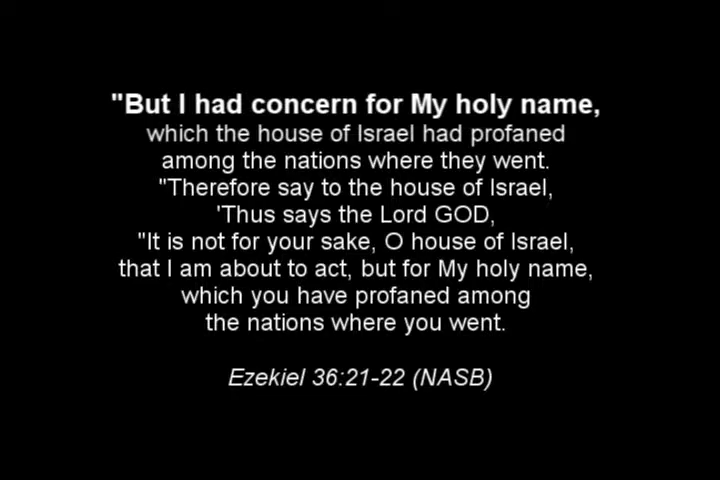 "But I had concern for My holy name,
which the house of Israel had profaned
among the nations where they went.
"Therefore say to the house of Israel,
'Thus says the Lord GOD,
"It is not for your sake, O house of Israel,
that I am about to act, but for My holy name,
which you have profaned among
the nations where you went.
Ezekiel 36:21-22 (NASB)